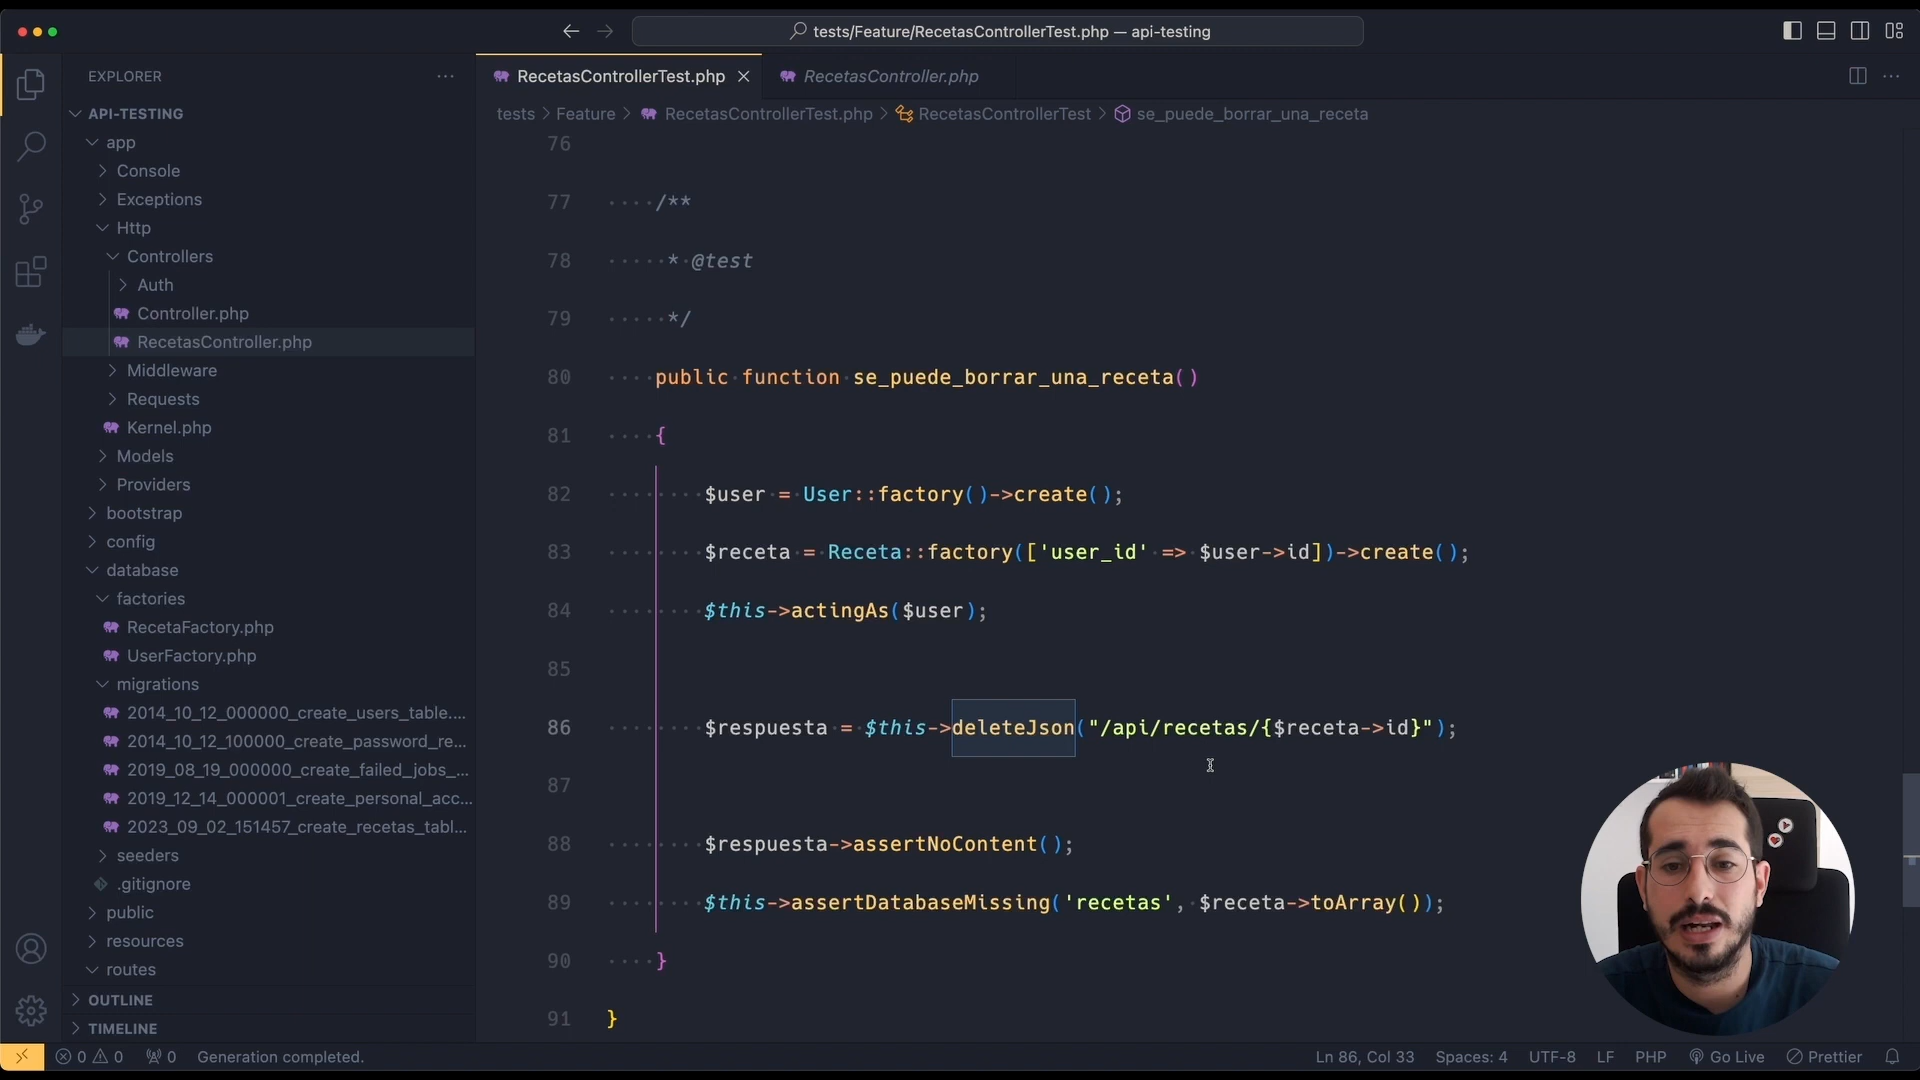 tests/Feature/RecetasControllerTest.php — api-testing
EXPLORER
API-TESTING
app
Console
Exceptions
Http
Controllers
Auth
Controller.php
RecetasController.php
Middleware
Requests
Kernel.php
Models
Providers
bootstrap
config
database
factories
RecetaFactory.php
UserFactory.php
migrations
2014_10_12_000000_create_users_table....
2014_10_12_100000_create_password_re...
2019_08_19_000000_create_failed_jobs_...
2019_12_14_000001_create_personal_acc...
2023_09_02_151457_create_recetas_tabl...
seeders
.gitignore
public
resources
routes
OUTLINE
TIMELINE
RecetasControllerTest.php RecetasController.php
tests > Feature > RecetasControllerTest.php > RecetasControllerTest > se_puede_borrar_una_receta
76
77 /**
78 * @test
79 */
80 public function se_puede_borrar_una_receta()
81 {
82 $user = User::factory()->create();
83 $receta = Receta::factory(['user_id' => $user->id])->create();
84 $this->actingAs($user);
85
86 $respuesta = $this->deleteJson("/api/recetas/{$receta->id}");
87
88 $respuesta->assertNoContent();
89 $this->assertDatabaseMissing('recetas', $receta->toArray());
90 }
91 }
0 0 0 Generation completed. Ln 86, Col 33 Spaces: 4 UTF-8 LF PHP Go Live Prettier